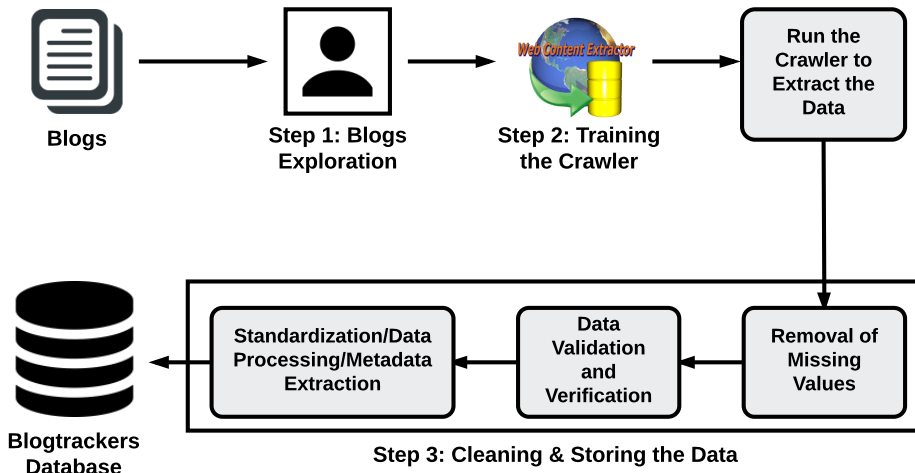 Blogs
Step 1: Blogs
Exploration
Web Content Extractor
Step 2: Training
the Crawler
Run the
Crawler to
Extract the
Data
Removal of
Missing
Values
Data
Validation
and
Verification
Standardization/Data
Processing/Metadata
Extraction
Blogtrackers
Database
Step 3: Cleaning & Storing the Data